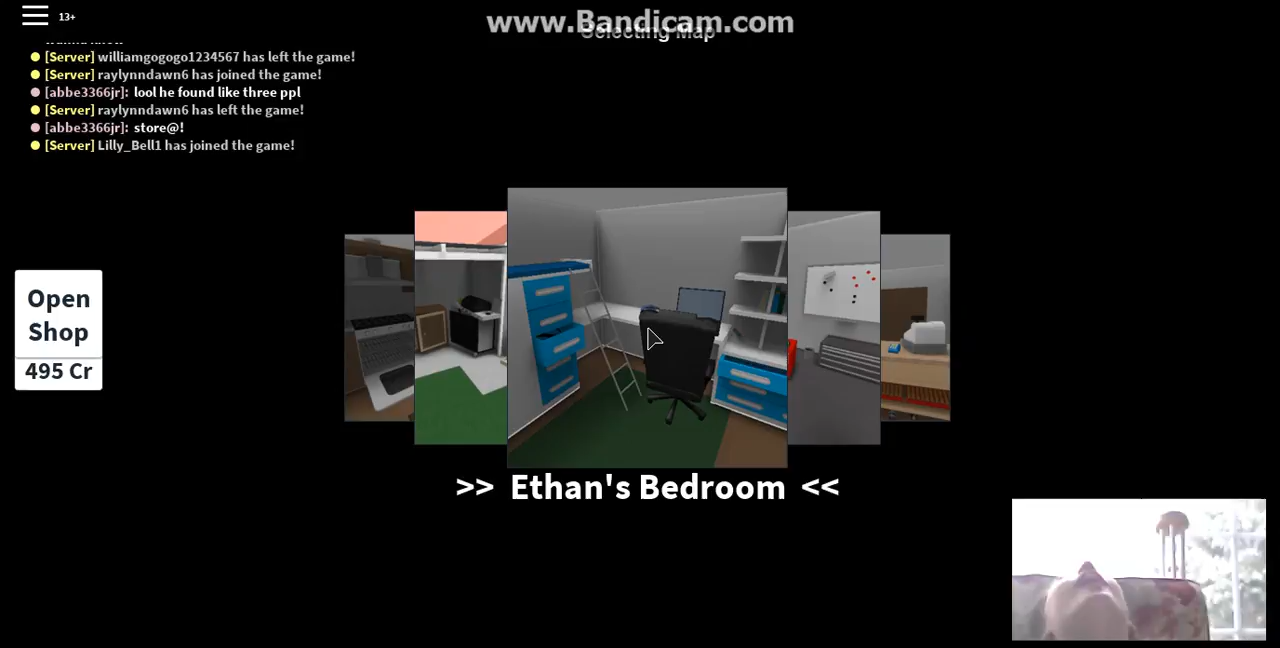 13+
www.Bandicam.com
Selecting Map
[Server] williamgogogo1234567 has left the game!
[Server] raylynndawn6 has joined the game!
[abbe3366jr]: lool he found like three ppl
[Server] raylynndawn6 has left the game!
[abbe3366jr]: store@!
[Server] Lilly_Bell1 has joined the game!
Open
Shop
495 Cr
>> Ethan's Bedroom <<